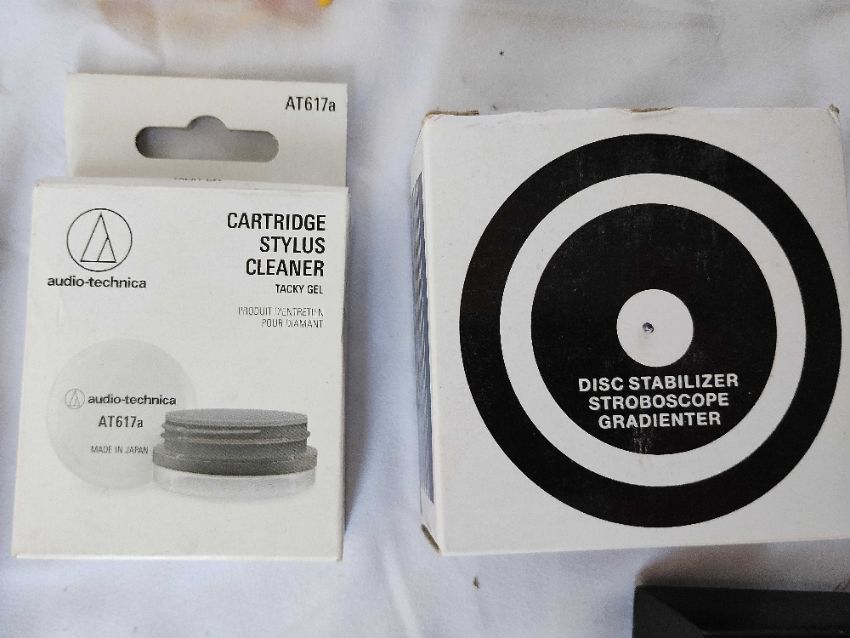 AT617a
CARTRIDGE
STYLUS
CLEANER
TACKY GEL
audio-technica
PRODUIT D'ENTRETIEN
POUR DIAMANT
audio-technica
AT617a
MADE IN JAPAN
DISC STABILIZER
STROBOSCOPE
GRADIENTER